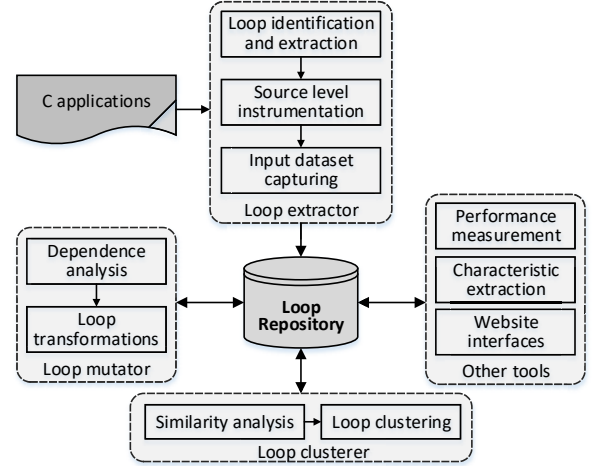 Loop identification
and extraction
C applications
Source level
instrumentation
Input dataset
capturing
Loop extractor
Performance
measurement
Dependence
analysis
Characteristic
extraction
Loop
Repository
Loop
transformations
Website
interfaces
Loop mutator
Other tools
Similarity analysis
Loop clustering
Loop clusterer